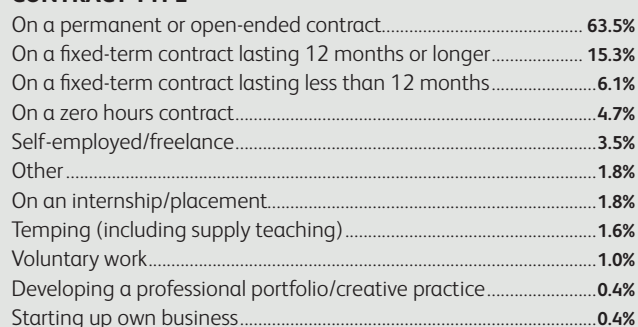 CONTRACT TYPE
On a permanent or open-ended contract 63.5%
On a fixed-term contract lasting 12 months or longer 15.3%
On a fixed-term contract lasting less than 12 months 6.1%
On a zero hours contract 4.7%
Self-employed/freelance 3.5%
Other 1.8%
On an internship/placement 1.8%
Temping (including supply teaching) 1.6%
Voluntary work 1.0%
Developing a professional portfolio/creative practice 0.4%
Starting up own business 0.4%